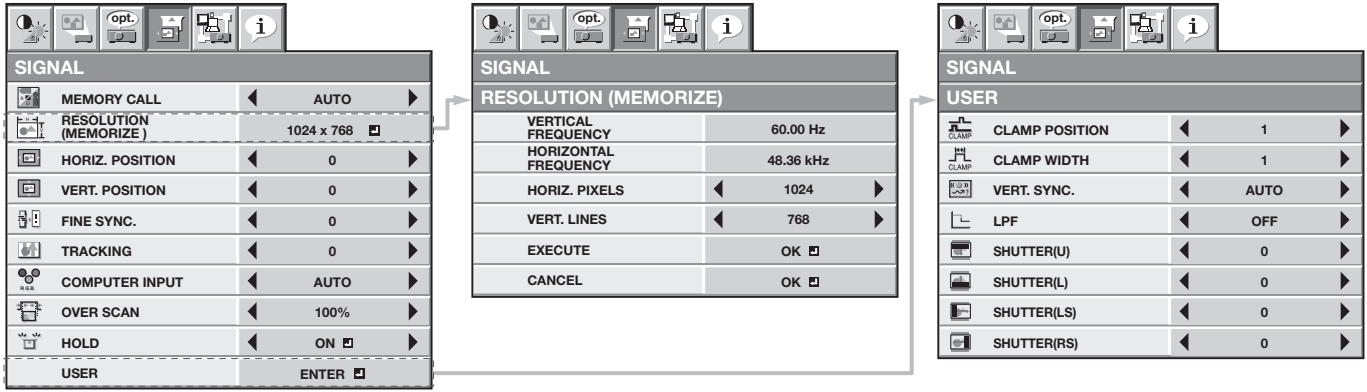 opt.
i
SIGNAL
MEMORY CALL AUTO
RESOLUTION
(MEMORIZE ) 1024 x 768
HORIZ. POSITION 0
VERT. POSITION 0
FINE SYNC. 0
TRACKING 0
RGB
COMPUTER INPUT AUTO
OVER SCAN 100%
HOLD ON
USER ENTER
opt.
i
SIGNAL
RESOLUTION (MEMORIZE)
VERTICAL
FREQUENCY 60.00 Hz
HORIZONTAL
FREQUENCY 48.36 kHz
HORIZ. PIXELS 1024
VERT. LINES 768
EXECUTE OK
CANCEL OK
opt.
i
SIGNAL
USER
CLAMP
CLAMP POSITION 1
CLAMP
CLAMP WIDTH 1
VERT. SYNC. AUTO
LPF OFF
SHUTTER(U) 0
SHUTTER(L) 0
SHUTTER(LS) 0
SHUTTER(RS) 0